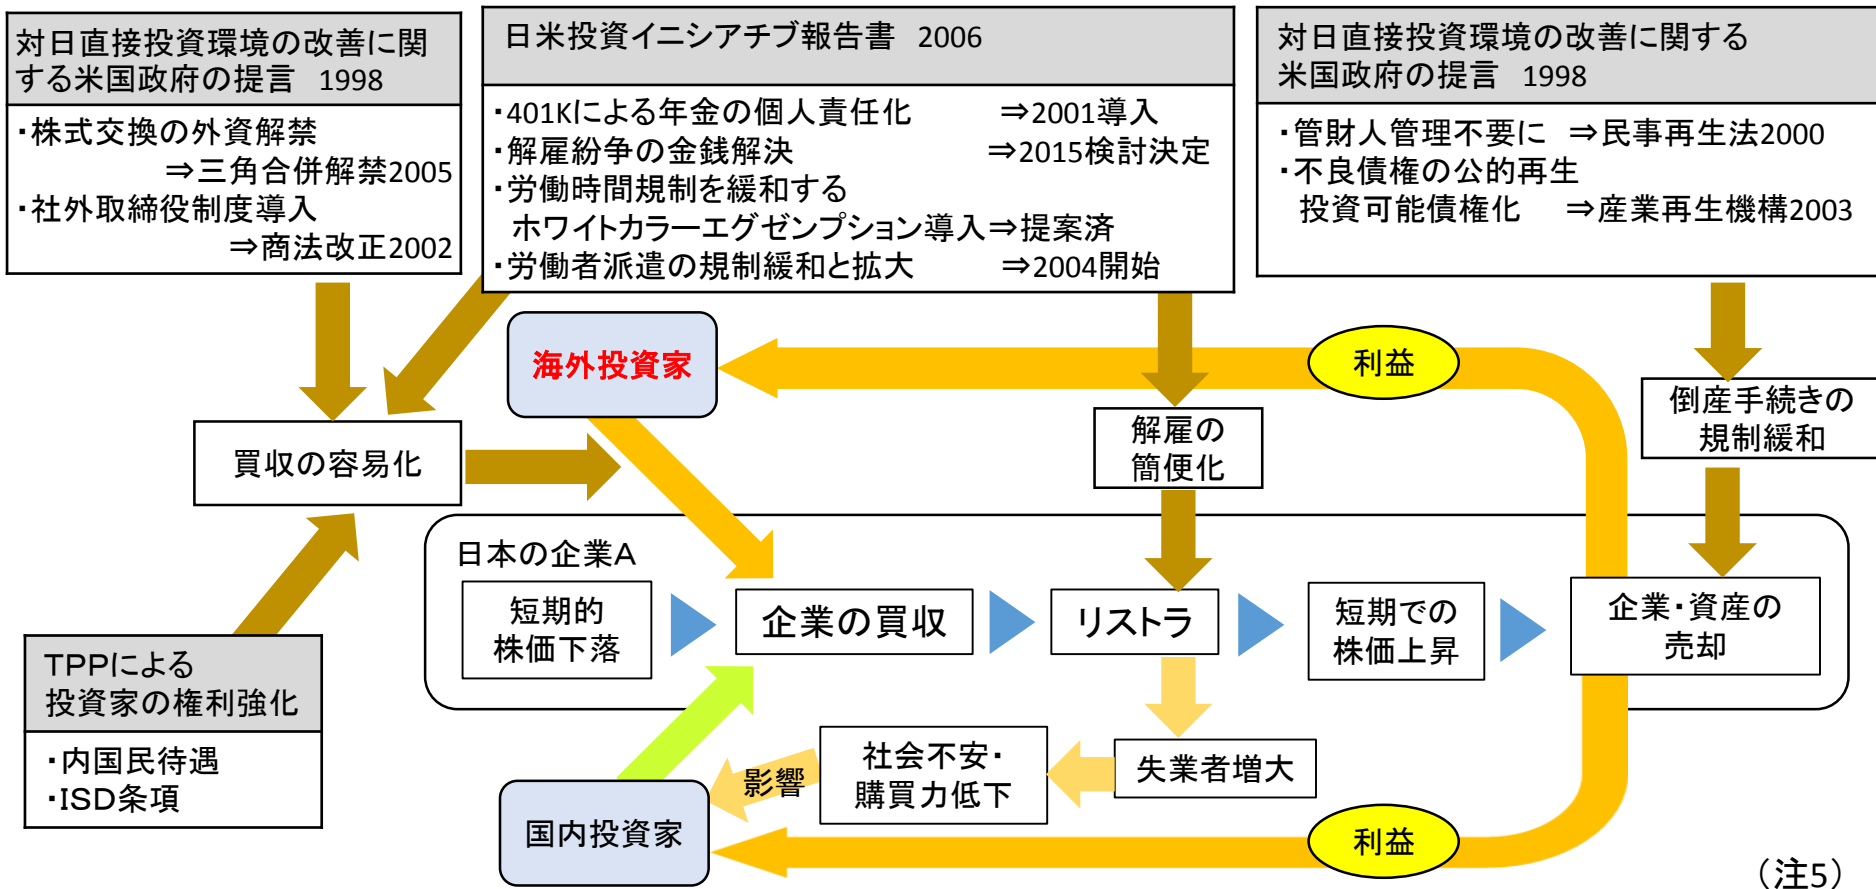 対日直接投資環境の改善に関
する米国政府の提言 1998
・株式交換の外資解禁
⇒三角合併解禁2005
・社外取締役制度導入
⇒商法改正2002
日米投資イニシアチブ報告書 2006
・401Kによる年金の個人責任化 ⇒2001導入
・解雇紛争の金銭解決 ⇒2015検討決定
・労働時間規制を緩和する
ホワイトカラーエグゼンプション導入⇒提案済
・労働者派遣の規制緩和と拡大 ⇒2004開始
対日直接投資環境の改善に関する
米国政府の提言 1998
・管財人管理不要に ⇒民事再生法2000
・不良債権の公的再生
投資可能債権化 ⇒産業再生機構2003
海外投資家
利益
買収の容易化
解雇の
簡便化
倒産手続きの
規制緩和
日本の企業A
短期的
株価下落
企業の買収
リストラ
短期での
株価上昇
企業・資産の
売却
TPPによる
投資家の権利強化
・内国民待遇
・ISD条項
社会不安・
購買力低下
失業者増大
影響
国内投資家
利益
（注5）